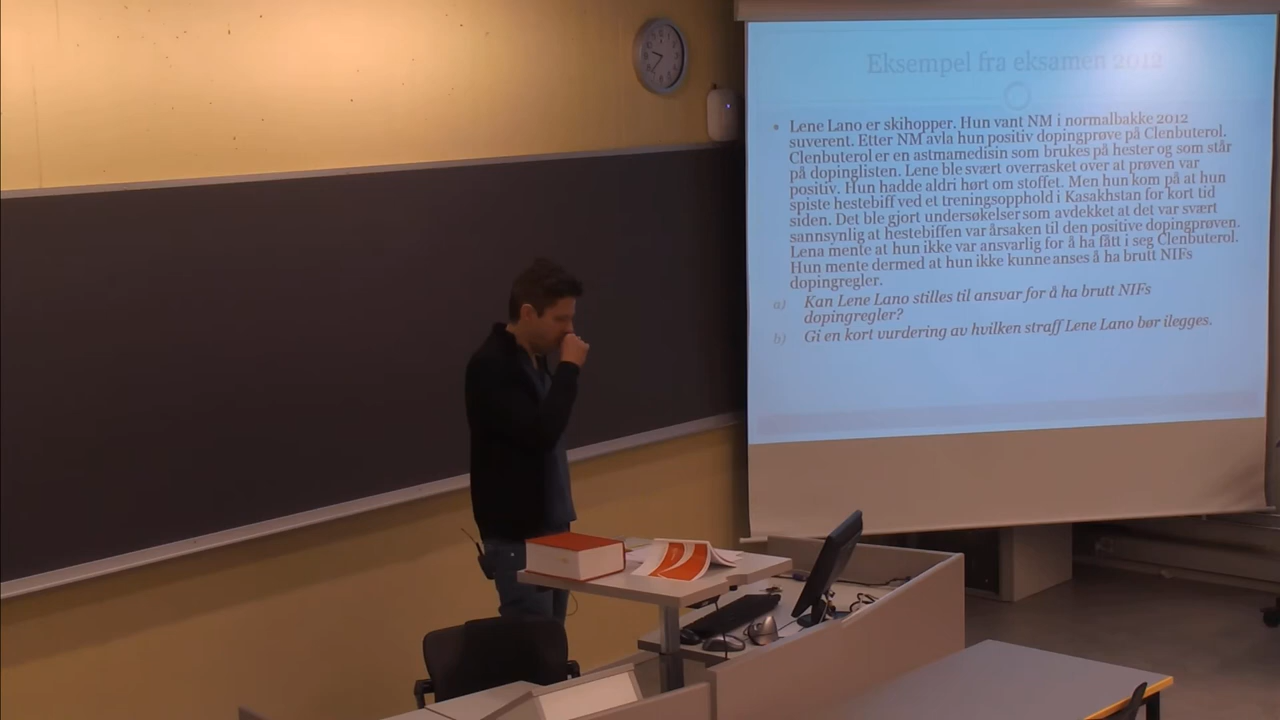 Eksempel fra eksamen 2012
• Lene Lano er skihopper. Hun vant NM i normalbakke 2012
suverent. Etter NM avla hun positiv dopingprøve på Clenbuterol.
Clenbuterol er en astmamedisin som brukes på hester og som står
på dopinglisten. Lene ble svært overrasket over at prøven var
positiv. Hun hadde aldri hørt om stoffet. Men hun kom på at hun
spiste hestebiff ved et treningsopphold i Kasakhstan for kort tid
siden. Det ble gjort undersøkelser som avdekket at det var svært
sannsynlig at hestebiffen var årsaken til den positive dopingprøven.
Lena mente at hun ikke var ansvarlig for å ha fått i seg Clenbuterol.
Hun mente dermed at hun ikke kunne anses å ha brutt NIFs
dopingregler.
a) Kan Lene Lano stilles til ansvar for å ha brutt NIFs
dopingregler?
b) Gi en kort vurdering av hvilken straff Lene Lano bør ilegges.